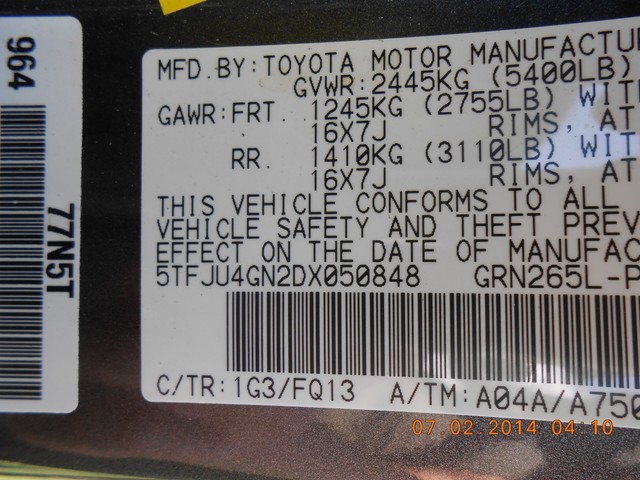 964
77N5T
MFD. BY: TOYOTA MOTOR MANUFACTU
GVWR: 2445KG (5400LB)
GAWR: FRT. 1245KG (2755LB) WIT
16X7J RIMS, AT
RR. 1410KG (3110LB) WIT
16X7J RIMS, AT
THIS VEHICLE CONFORMS TO ALL
VEHICLE SAFETY AND THEFT PREV
EFFECT ON THE DATE OF MANUFAC
5TFJU4GN2DX050848 GRN265L-P
C/TR: 1G3/FQ13 A/TM: A04A/A750
07.02.2014 04:10